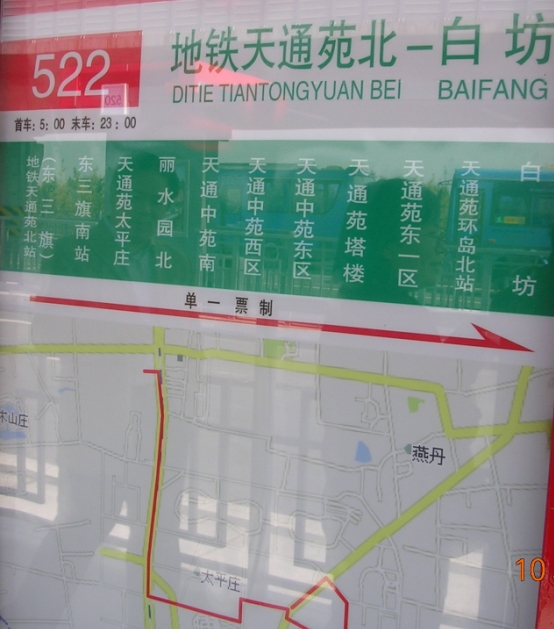 522
地铁天通苑北–白坊
DITIE TIANTONGYUAN BEI BAIFANG
首车:5:00 末车:23:00
地铁天通苑北站
(东三旗)
东三旗南站
天通苑太平庄
丽水园北
天通中苑南
天通中苑西区
天通中苑东区
天通苑塔楼
天通苑东一区
天通苑环岛北站
白坊
单一票制
山庄
燕丹
太平庄
10